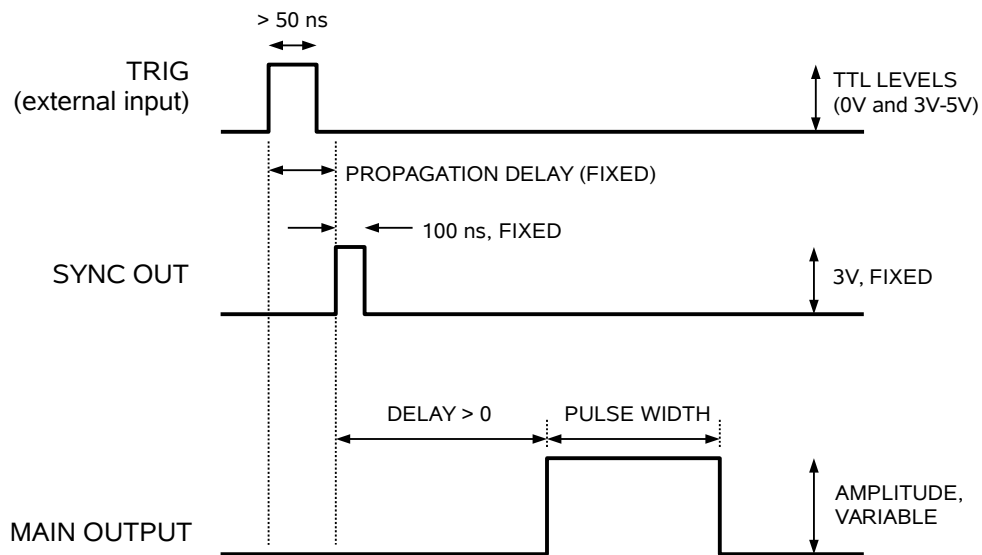 > 50 ns
TRIG
(external input)
TTL LEVELS
(0V and 3V-5V)
PROPAGATION DELAY (FIXED)
100 ns, FIXED
SYNC OUT
3V, FIXED
DELAY > 0
PULSE WIDTH
AMPLITUDE,
VARIABLE
MAIN OUTPUT